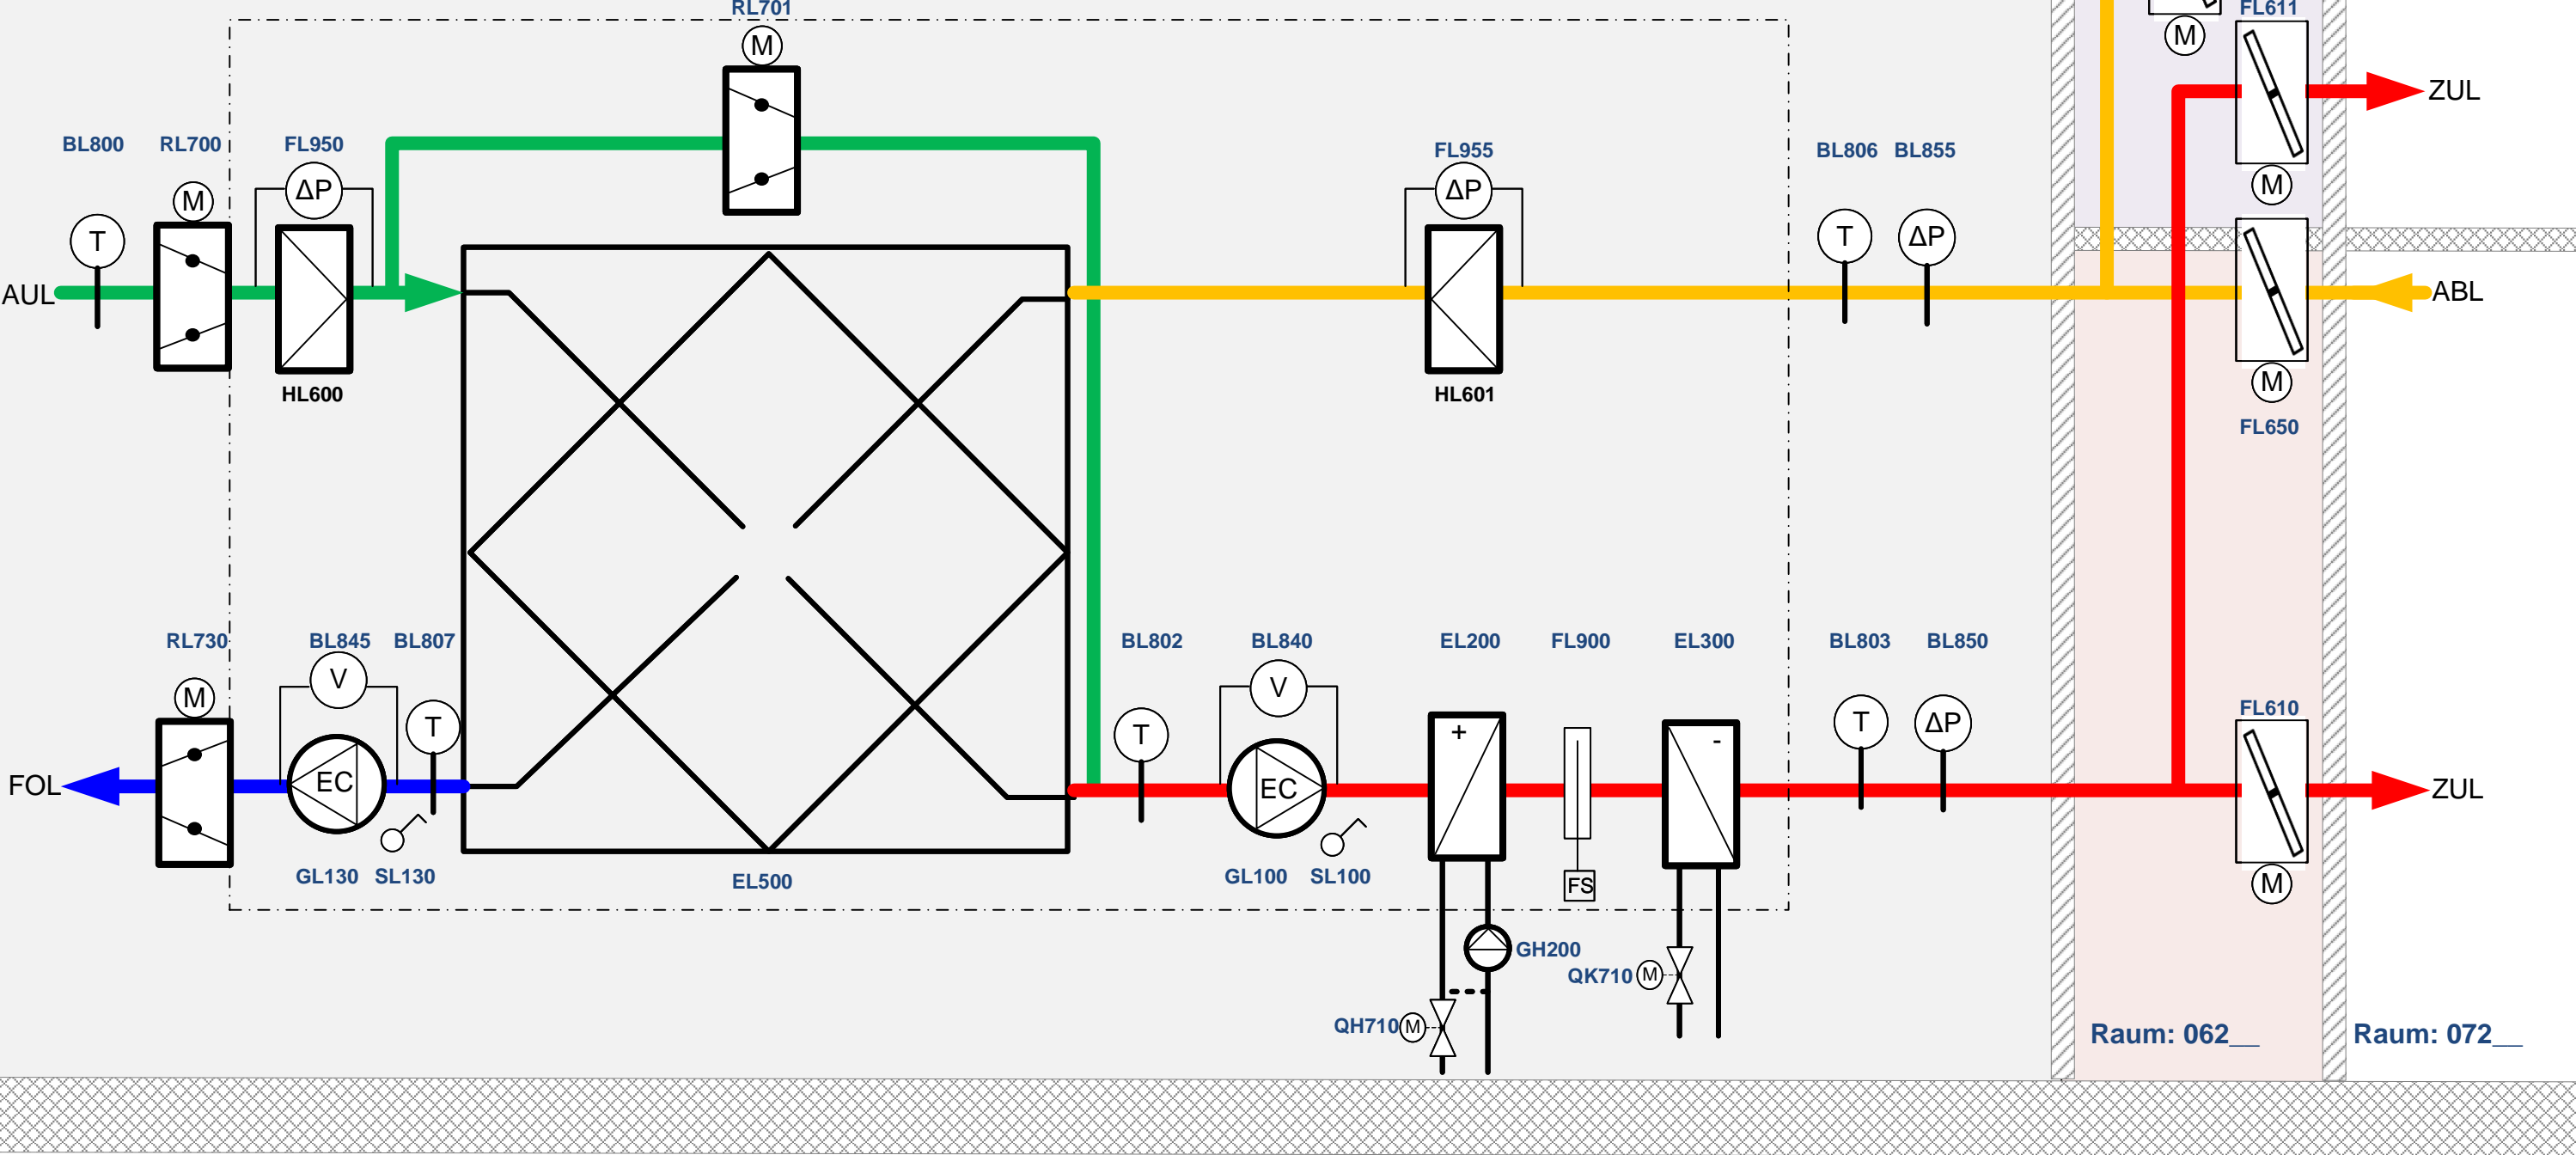 RL701
M
FL611
M
ZUL
BL800
RL700
FL950
FL955
BL806
BL855
M
ΔP
ΔP
M
T
T
ΔP
AUL
ABL
HL600
HL601
M
FL650
RL730
BL845
BL807
BL802
BL840
EL200
FL900
EL300
BL803
BL850
M
V
T
V
T
+
-
T
ΔP
FL610
FOL
EC
EC
ZUL
GL130
SL130
EL500
GL100
SL100
FS
M
GH200
QK710
M
QH710
M
Raum: 062__
Raum: 072__